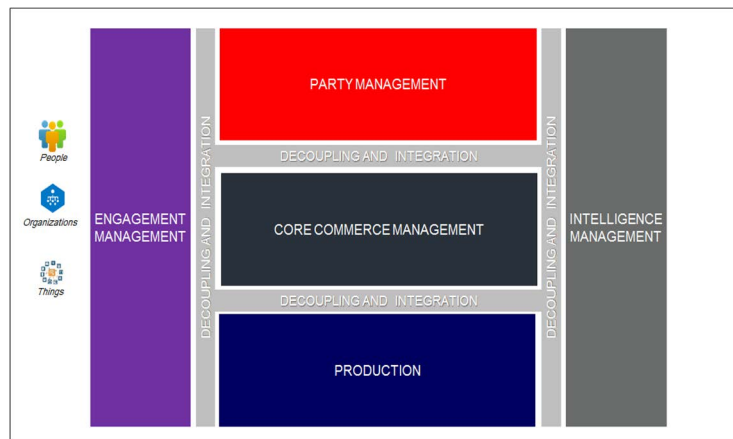 People
Organizations
Things
ENGAGEMENT
MANAGEMENT
DECOUPLING AND INTEGRATION
PARTY MANAGEMENT
DECOUPLING AND INTEGRATION
CORE COMMERCE MANAGEMENT
DECOUPLING AND INTEGRATION
PRODUCTION
DECOUPLING AND INTEGRATION
INTELLIGENCE
MANAGEMENT